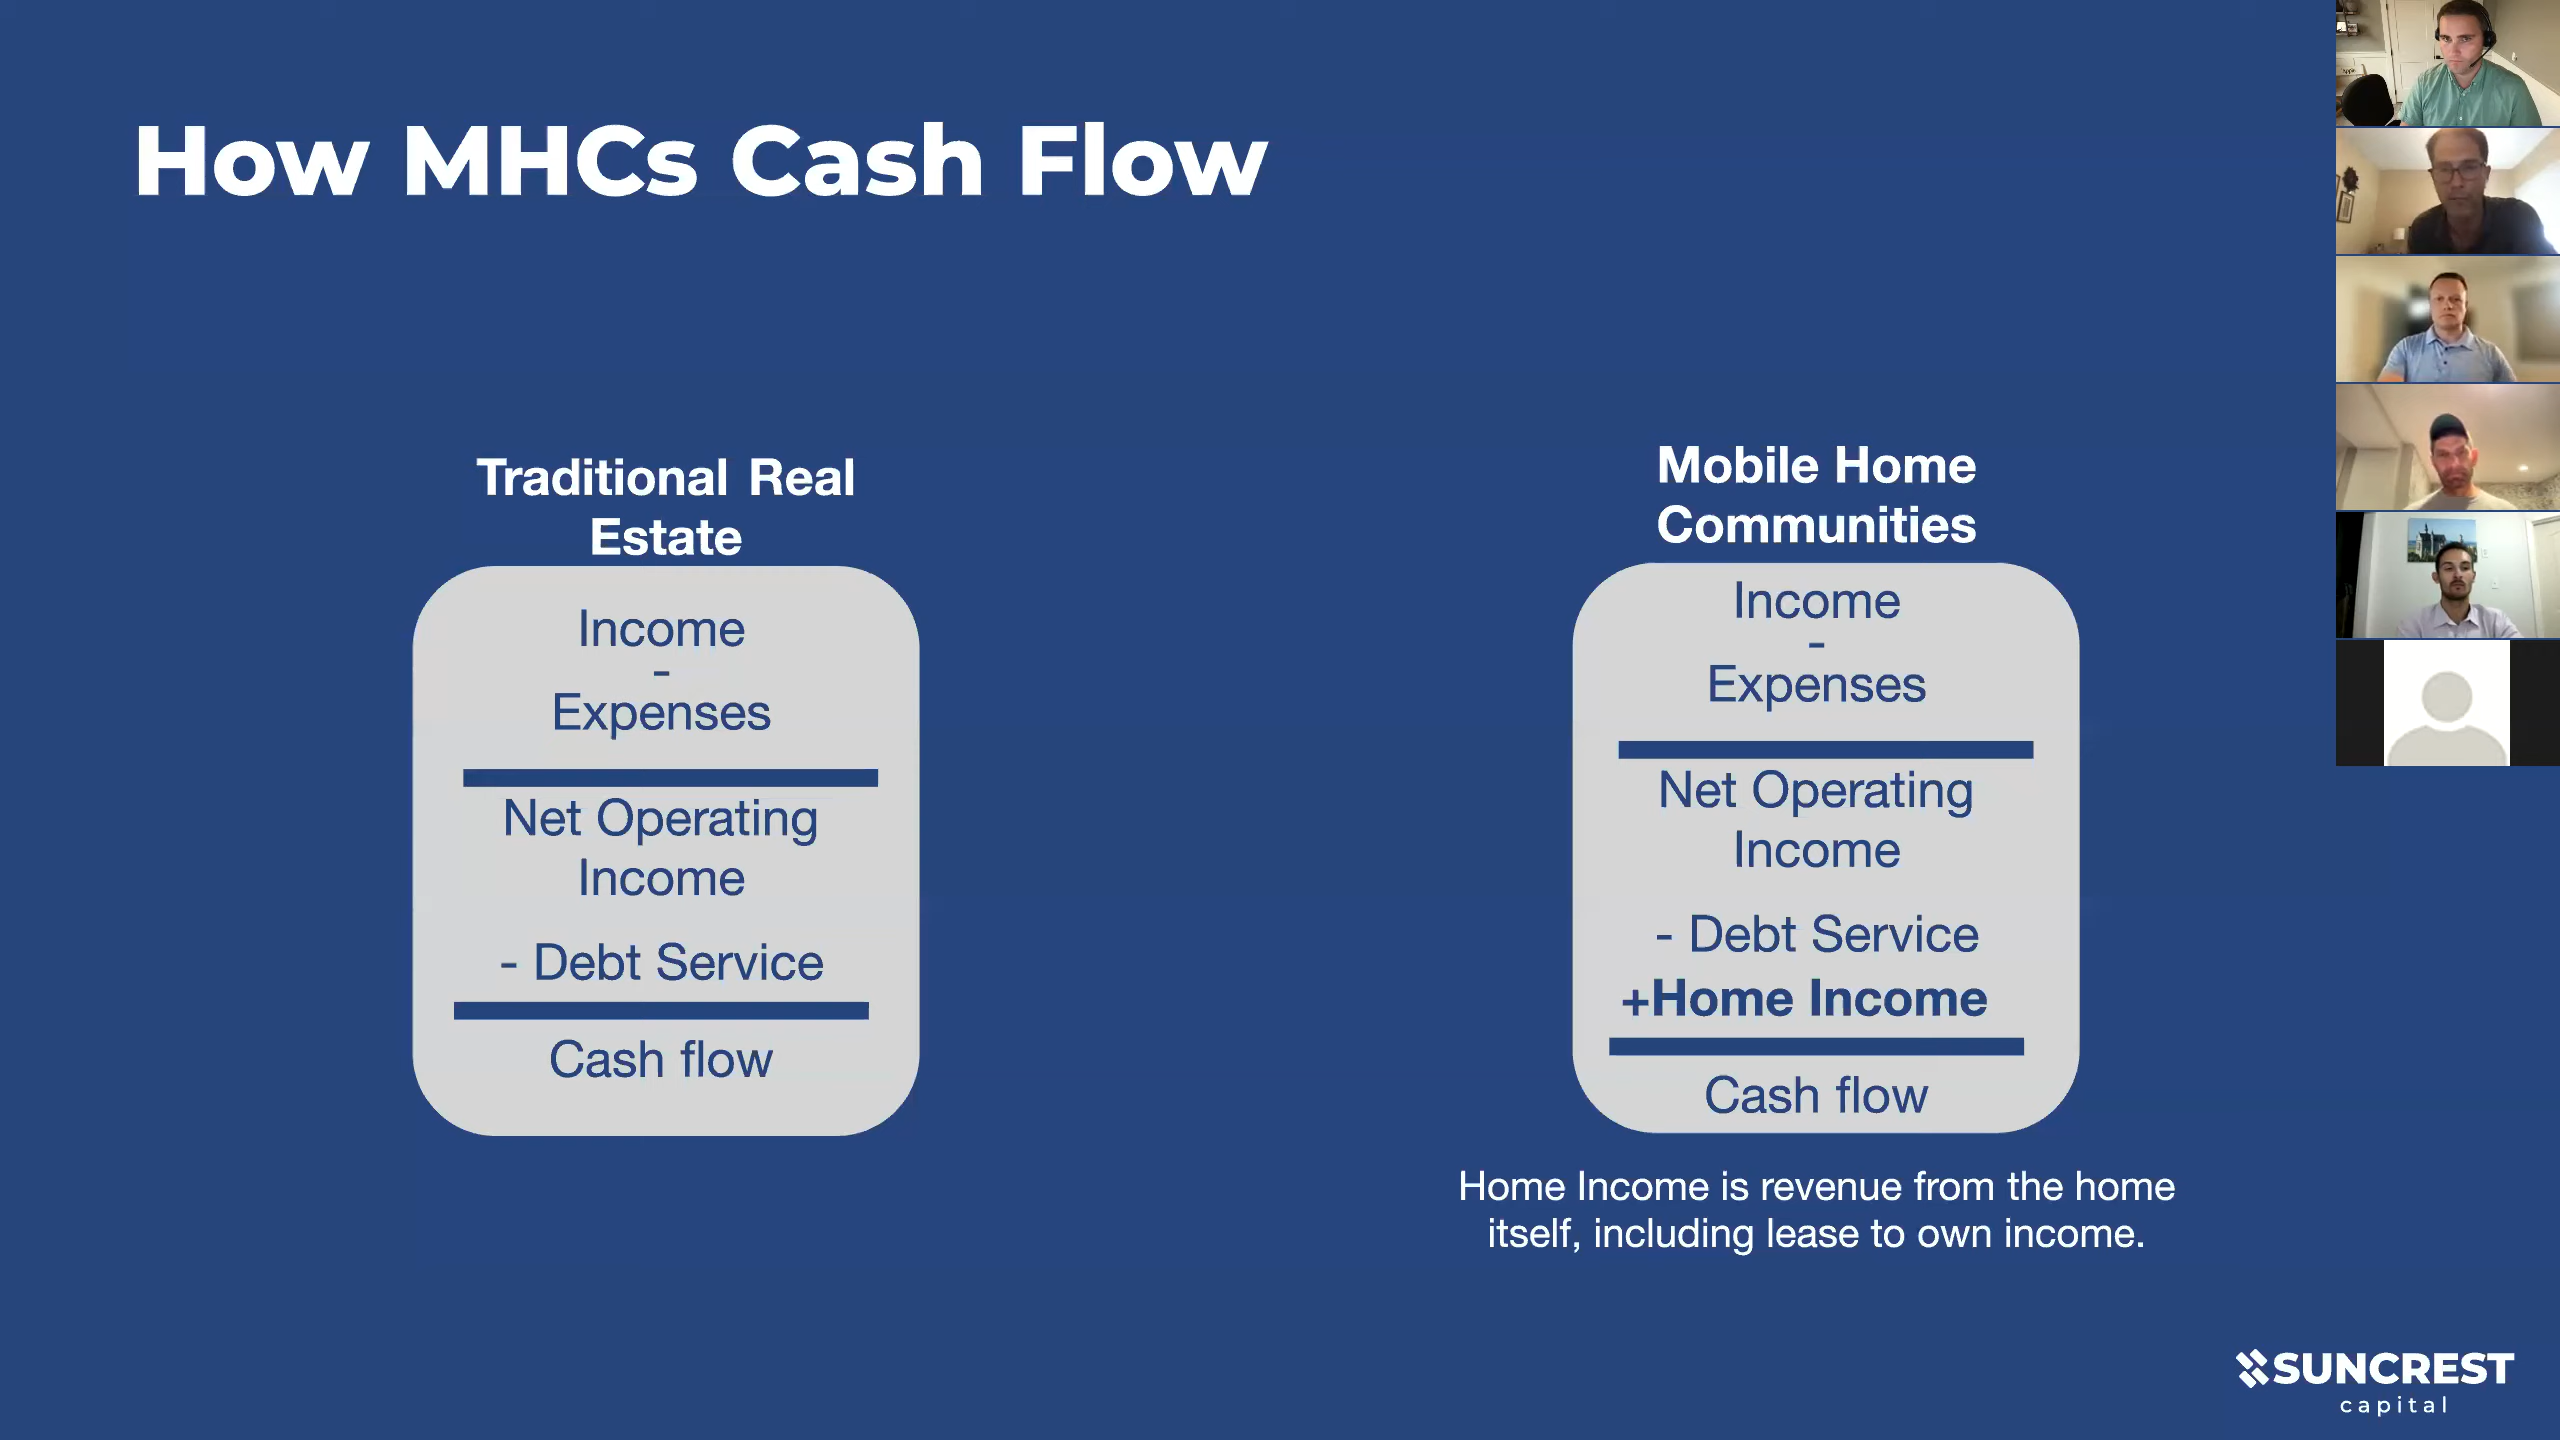 How MHCs Cash Flow
Traditional Real
Estate
Income
-
Expenses
Net Operating
Income
- Debt Service
Cash flow
Mobile Home
Communities
Income
-
Expenses
Net Operating
Income
- Debt Service
+Home Income
Cash flow
Home Income is revenue from the home
itself, including lease to own income.
SUNCREST
capital